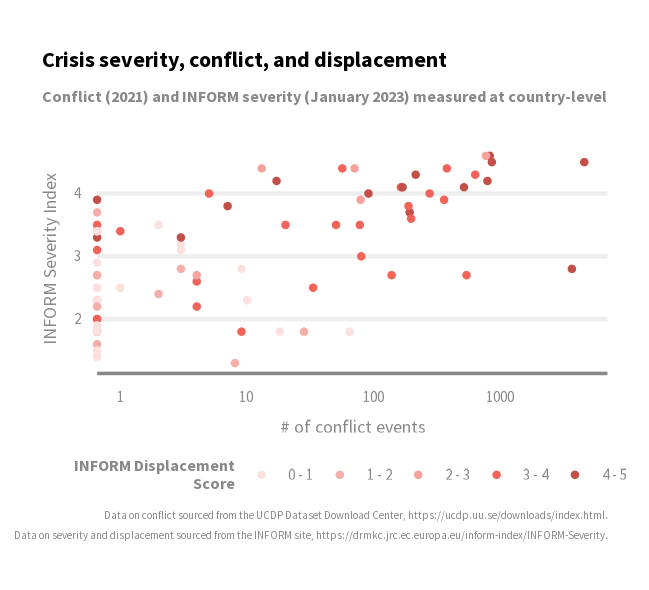 Crisis severity, conflict, and displacement
Conflict (2021) and INFORM severity (January 2023) measured at country-level
INFORM Severity Index
4
3
2
1 10 100 1000
# of conflict events
INFORM Displacement
Score
0 - 1 1 - 2 2 - 3 3 - 4 4 - 5
Data on conflict sourced from the UCDP Dataset Download Center, https://ucdp.uu.se/downloads/index.html.
Data on severity and displacement sourced from the INFORM site, https://drmkc.jrc.ec.europa.eu/inform-index/INFORM-Severity.